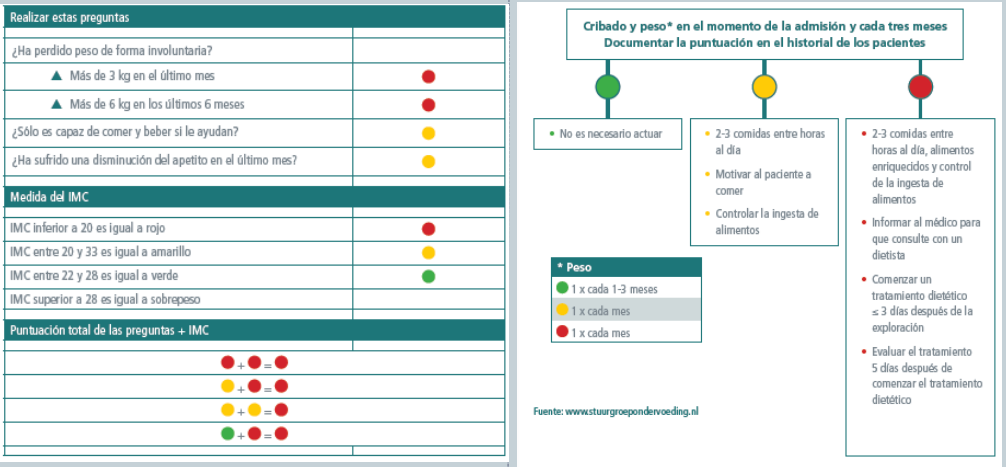 Realizar estas preguntas
¿Ha perdido peso de forma involuntaria?
Más de 3 kg en el último mes
Más de 6 kg en los últimos 6 meses
¿Sólo es capaz de comer y beber si le ayudan?
¿Ha sufrido una disminución del apetito en el último mes?
Medida del IMC
IMC inferior a 20 es igual a rojo
IMC entre 20 y 33 es igual a amarillo
IMC entre 22 y 28 es igual a verde
IMC superior a 28 es igual a sobrepeso
Puntuación total de las preguntas + IMC
+ =
+ =
+ =
+ =
Cribado y peso* en el momento de la admisión y cada tres meses
Documentar la puntuación en el historial de los pacientes
• No es necesario actuar
• 2-3 comidas entre horas
al día
• Motivar al paciente a
comer
• Controlar la ingesta de
alimentos
• 2-3 comidas entre
horas al día, alimentos
enriquecidos y control
de la ingesta de
alimentos
• Informar al médico para
que consulte con un
dietista
• Comenzar un
tratamiento dietético
≤ 3 días después de la
exploración
• Evaluar el tratamiento
5 días después de
comenzar el tratamiento
dietético
* Peso
1 x cada 1-3 meses
1 x cada mes
1 x cada mes
Fuente: www.stuurgroepondervoeding.nl